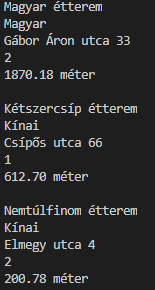 Magyar étterem
Magyar
Gábor Áron utca 33
2
1870.18 méter
Kétszercsíp étterem
Kínai
Csípős utca 66
1
612.70 méter
Nemtúlfinom étterem
Kínai
Elmegy utca 4
2
200.78 méter